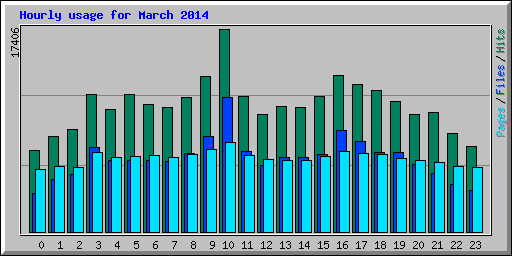 Hourly usage for March 2014
17406
Pages/Files/Hits
0 1 2 3 4 5 6 7 8 9 10 11 12 13 14 15 16 17 18 19 20 21 22 23